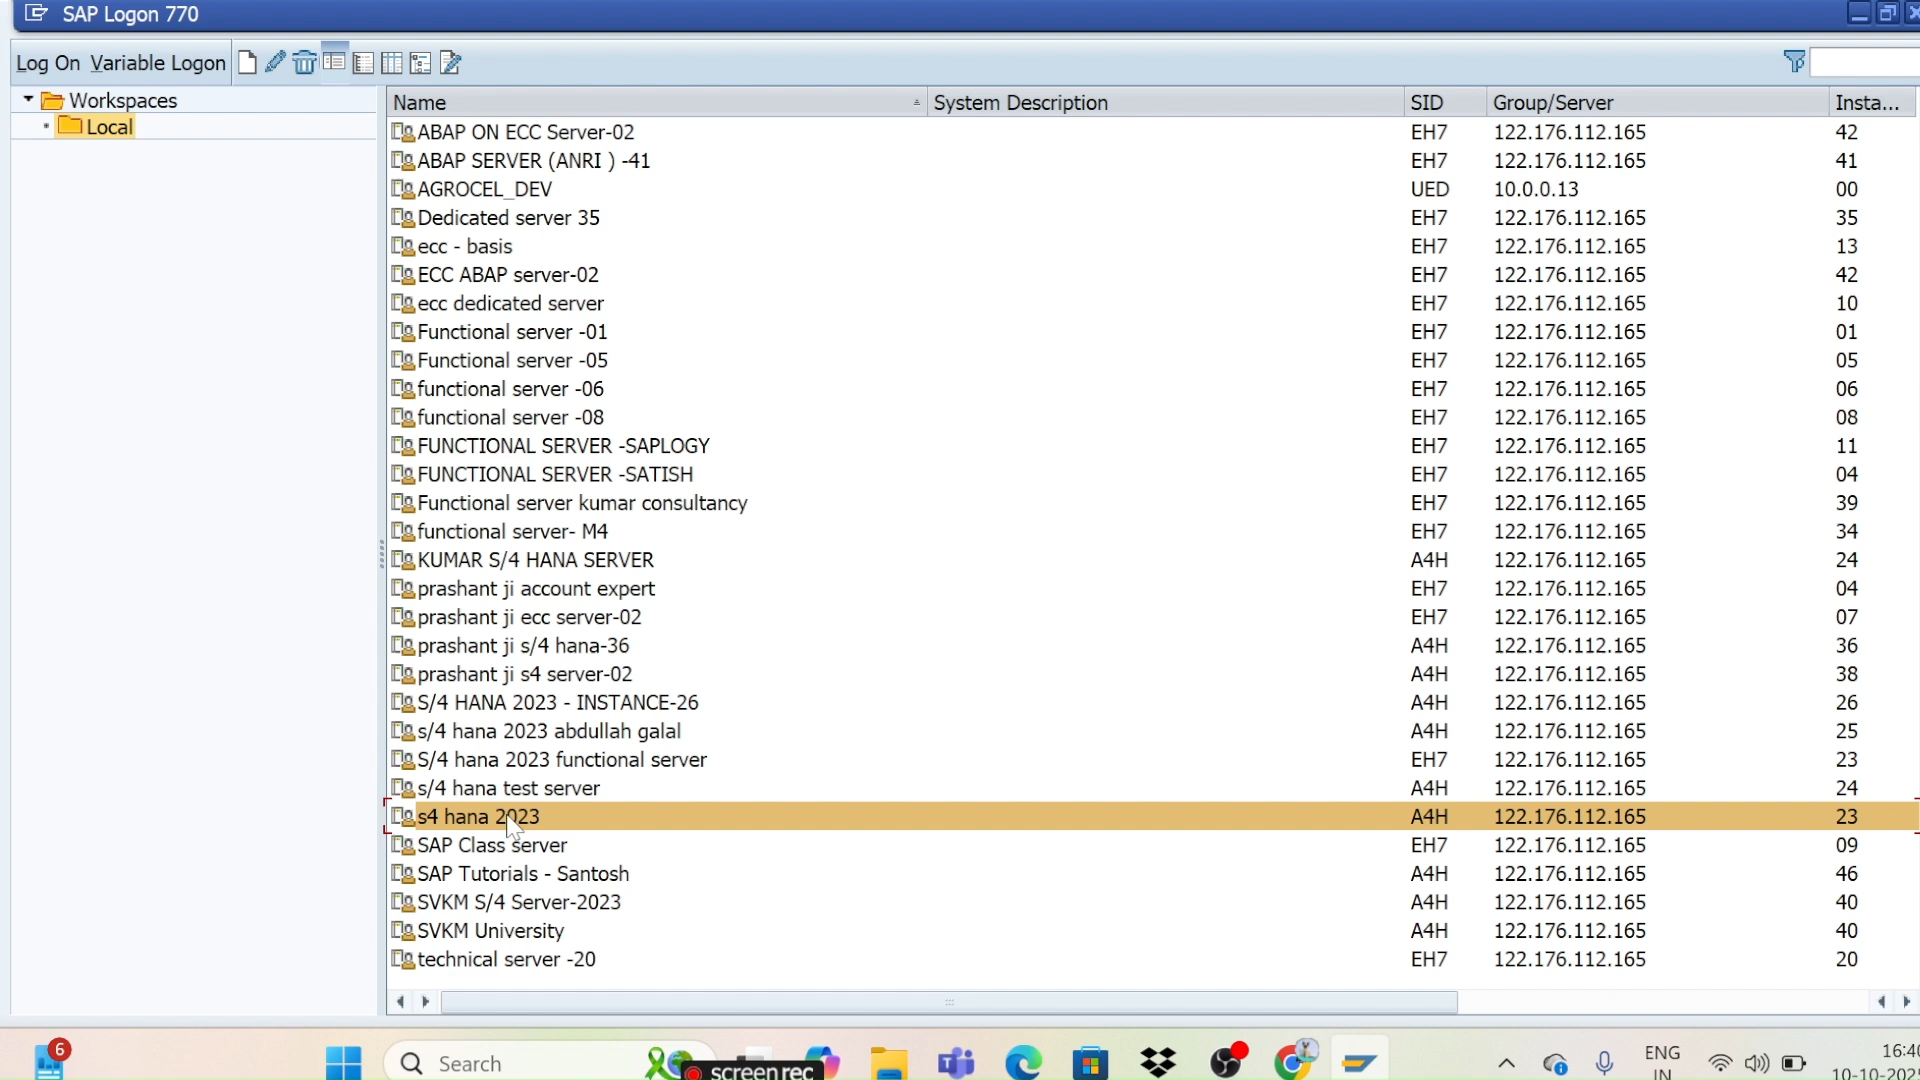 SAP Logon 770
Log On Variable Logon
Workspaces
Local
Name System Description SID Group/Server Insta...
ABAP ON ECC Server-02 EH7 122.176.112.165 42
ABAP SERVER (ANRI ) -41 EH7 122.176.112.165 41
AGROCEL_DEV UED 10.0.0.13 00
Dedicated server 35 EH7 122.176.112.165 35
ecc - basis EH7 122.176.112.165 13
ECC ABAP server-02 EH7 122.176.112.165 42
ecc dedicated server EH7 122.176.112.165 10
Functional server -01 EH7 122.176.112.165 01
Functional server -05 EH7 122.176.112.165 05
functional server -06 EH7 122.176.112.165 06
functional server -08 EH7 122.176.112.165 08
FUNCTIONAL SERVER -SAPLOGY EH7 122.176.112.165 11
FUNCTIONAL SERVER -SATISH EH7 122.176.112.165 04
Functional server kumar consultancy EH7 122.176.112.165 39
functional server- M4 EH7 122.176.112.165 34
KUMAR S/4 HANA SERVER A4H 122.176.112.165 24
prashant ji account expert EH7 122.176.112.165 04
prashant ji ecc server-02 EH7 122.176.112.165 07
prashant ji s/4 hana-36 A4H 122.176.112.165 36
prashant ji s4 server-02 A4H 122.176.112.165 38
S/4 HANA 2023 - INSTANCE-26 A4H 122.176.112.165 26
s/4 hana 2023 abdullah galal A4H 122.176.112.165 25
S/4 hana 2023 functional server EH7 122.176.112.165 23
s/4 hana test server A4H 122.176.112.165 24
s4 hana 2023 A4H 122.176.112.165 23
SAP Class server EH7 122.176.112.165 09
SAP Tutorials - Santosh A4H 122.176.112.165 46
SVKM S/4 Server-2023 A4H 122.176.112.165 40
SVKM University A4H 122.176.112.165 40
technical server -20 EH7 122.176.112.165 20
6
Search
screen rec
ENG
IN
16:40
10-10-2025